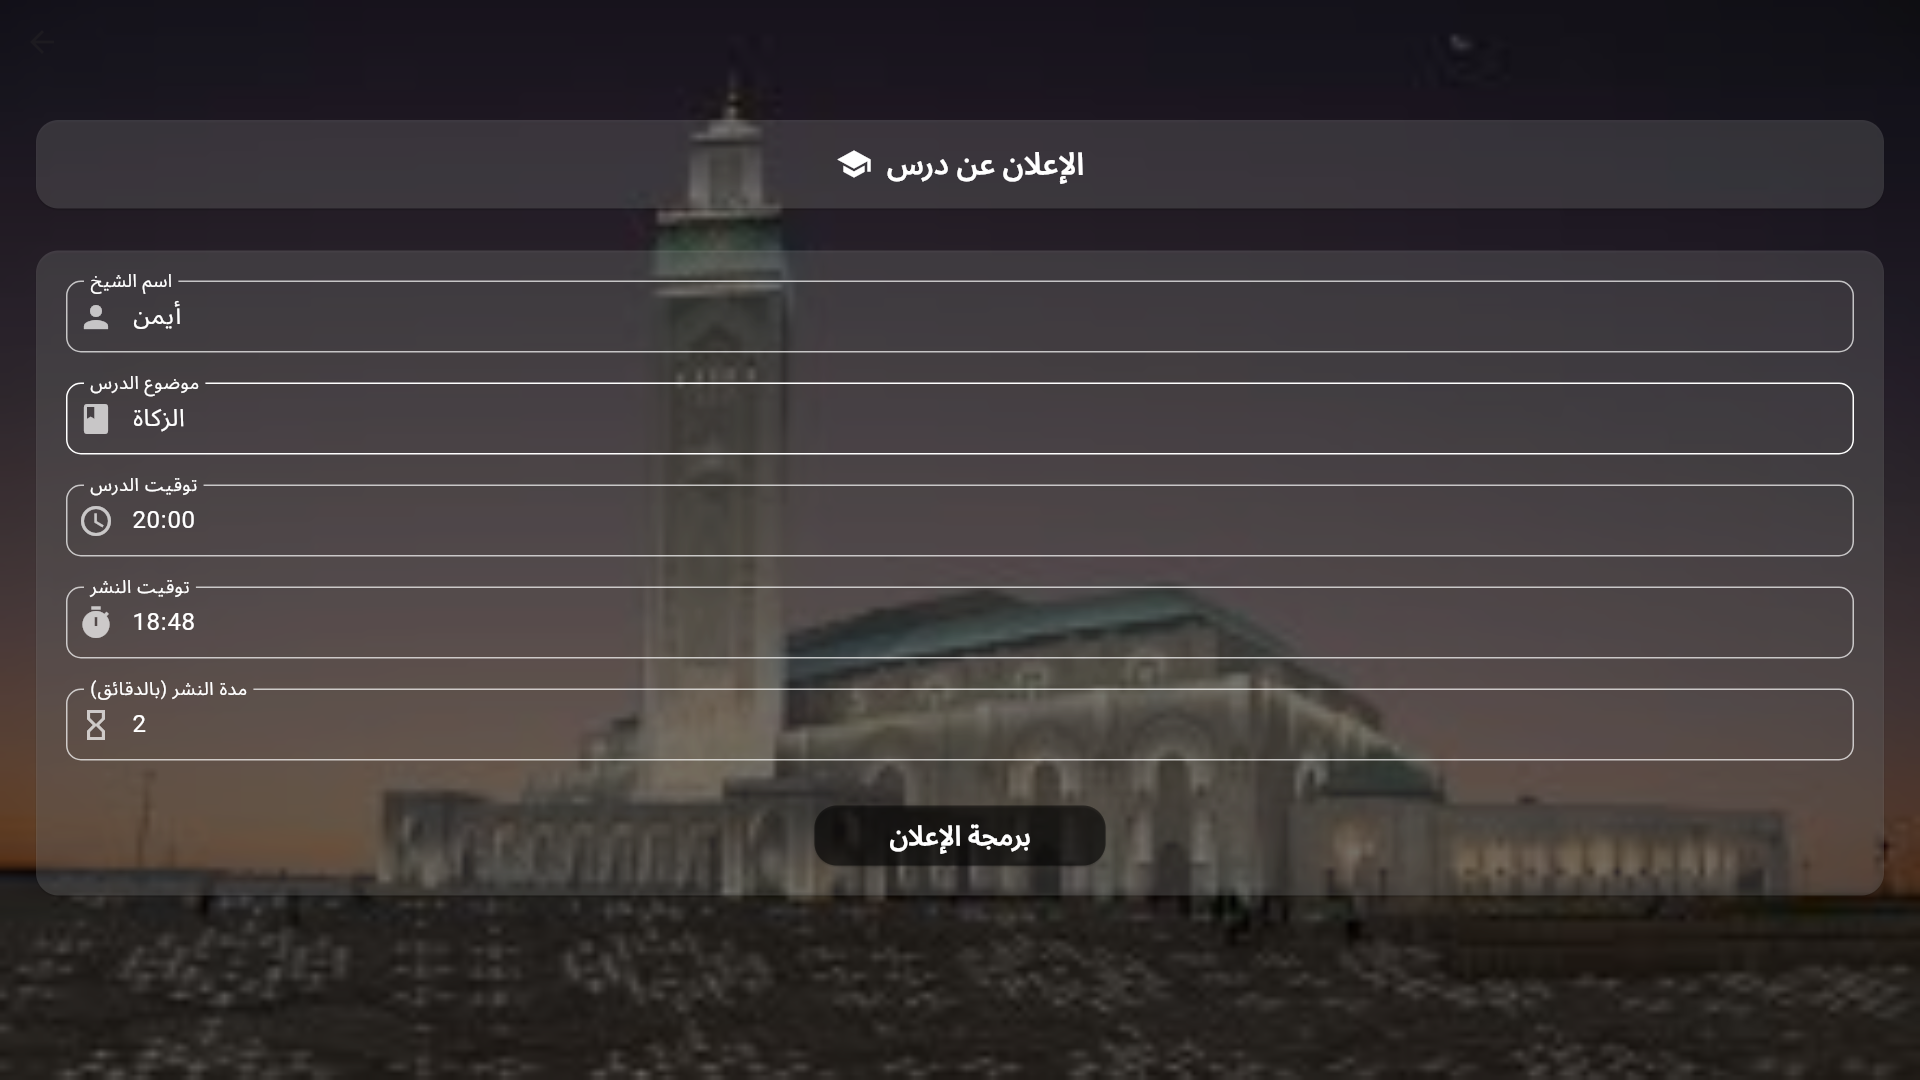 الإعلان عن درس
اسم الشيخ
أيمن
موضوع الدرس
الزكاة
توقيت الدرس
20:00
توقيت النشر
18:48
مدة النشر (بالدقائق)
2
برمجة الإعلان